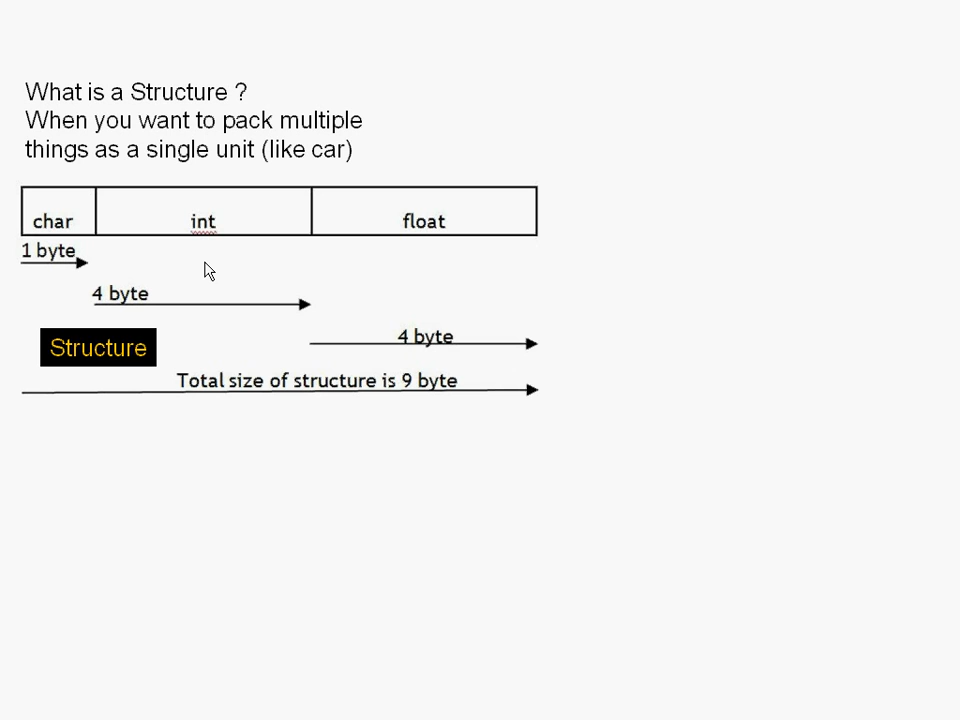 What is a Structure ?
When you want to pack multiple
things as a single unit (like car)
char int float
1 byte
4 byte
4 byte
Structure
Total size of structure is 9 byte